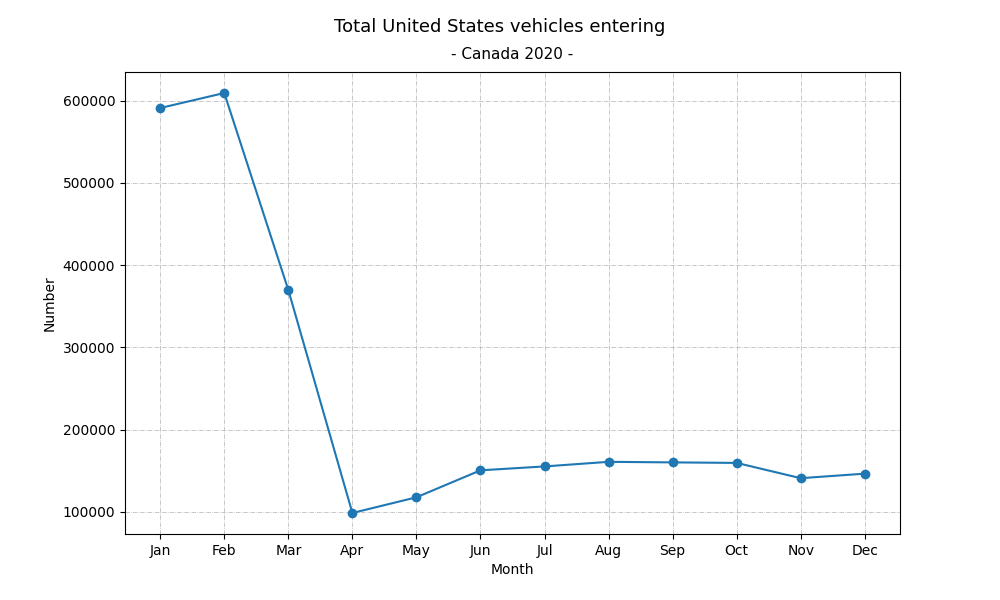 Total United States vehicles entering
- Canada 2020 -
600000
500000
400000
300000
200000
100000
Number
Jan Feb Mar Apr May Jun Jul Aug Sep Oct Nov Dec
Month